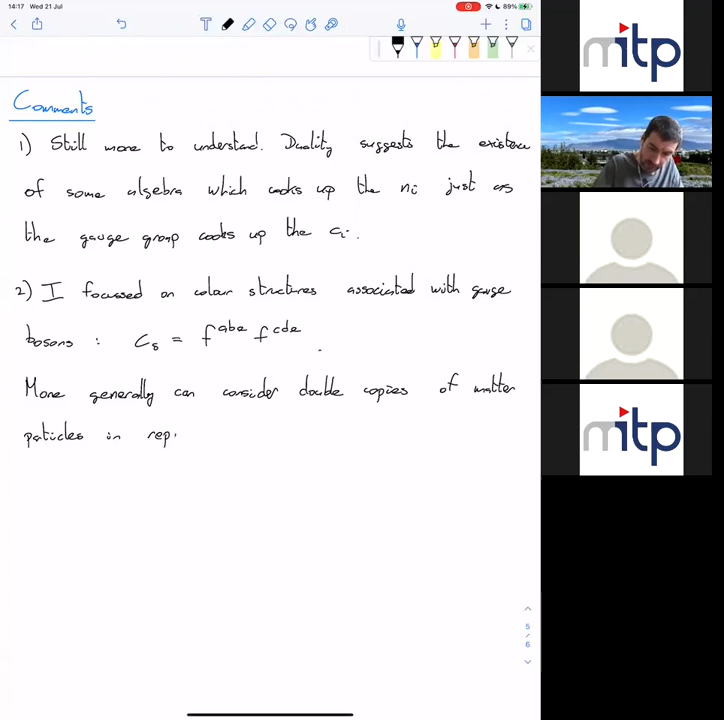 14:17 Wed 21 Jul
89%
Comments
1) Still more to understand. Duality suggests the existence
of some algebra which cooks up the nᵢ just as
the gauge group cooks up the cᵢ.
2) I focussed on colour structures associated with gauge
bosons : Cₛ = fᵃᵇᵉ fᶜᵈᵉ
More generally can consider double copies of matter
paticles in rep.
5
/
6
mitp
mitp